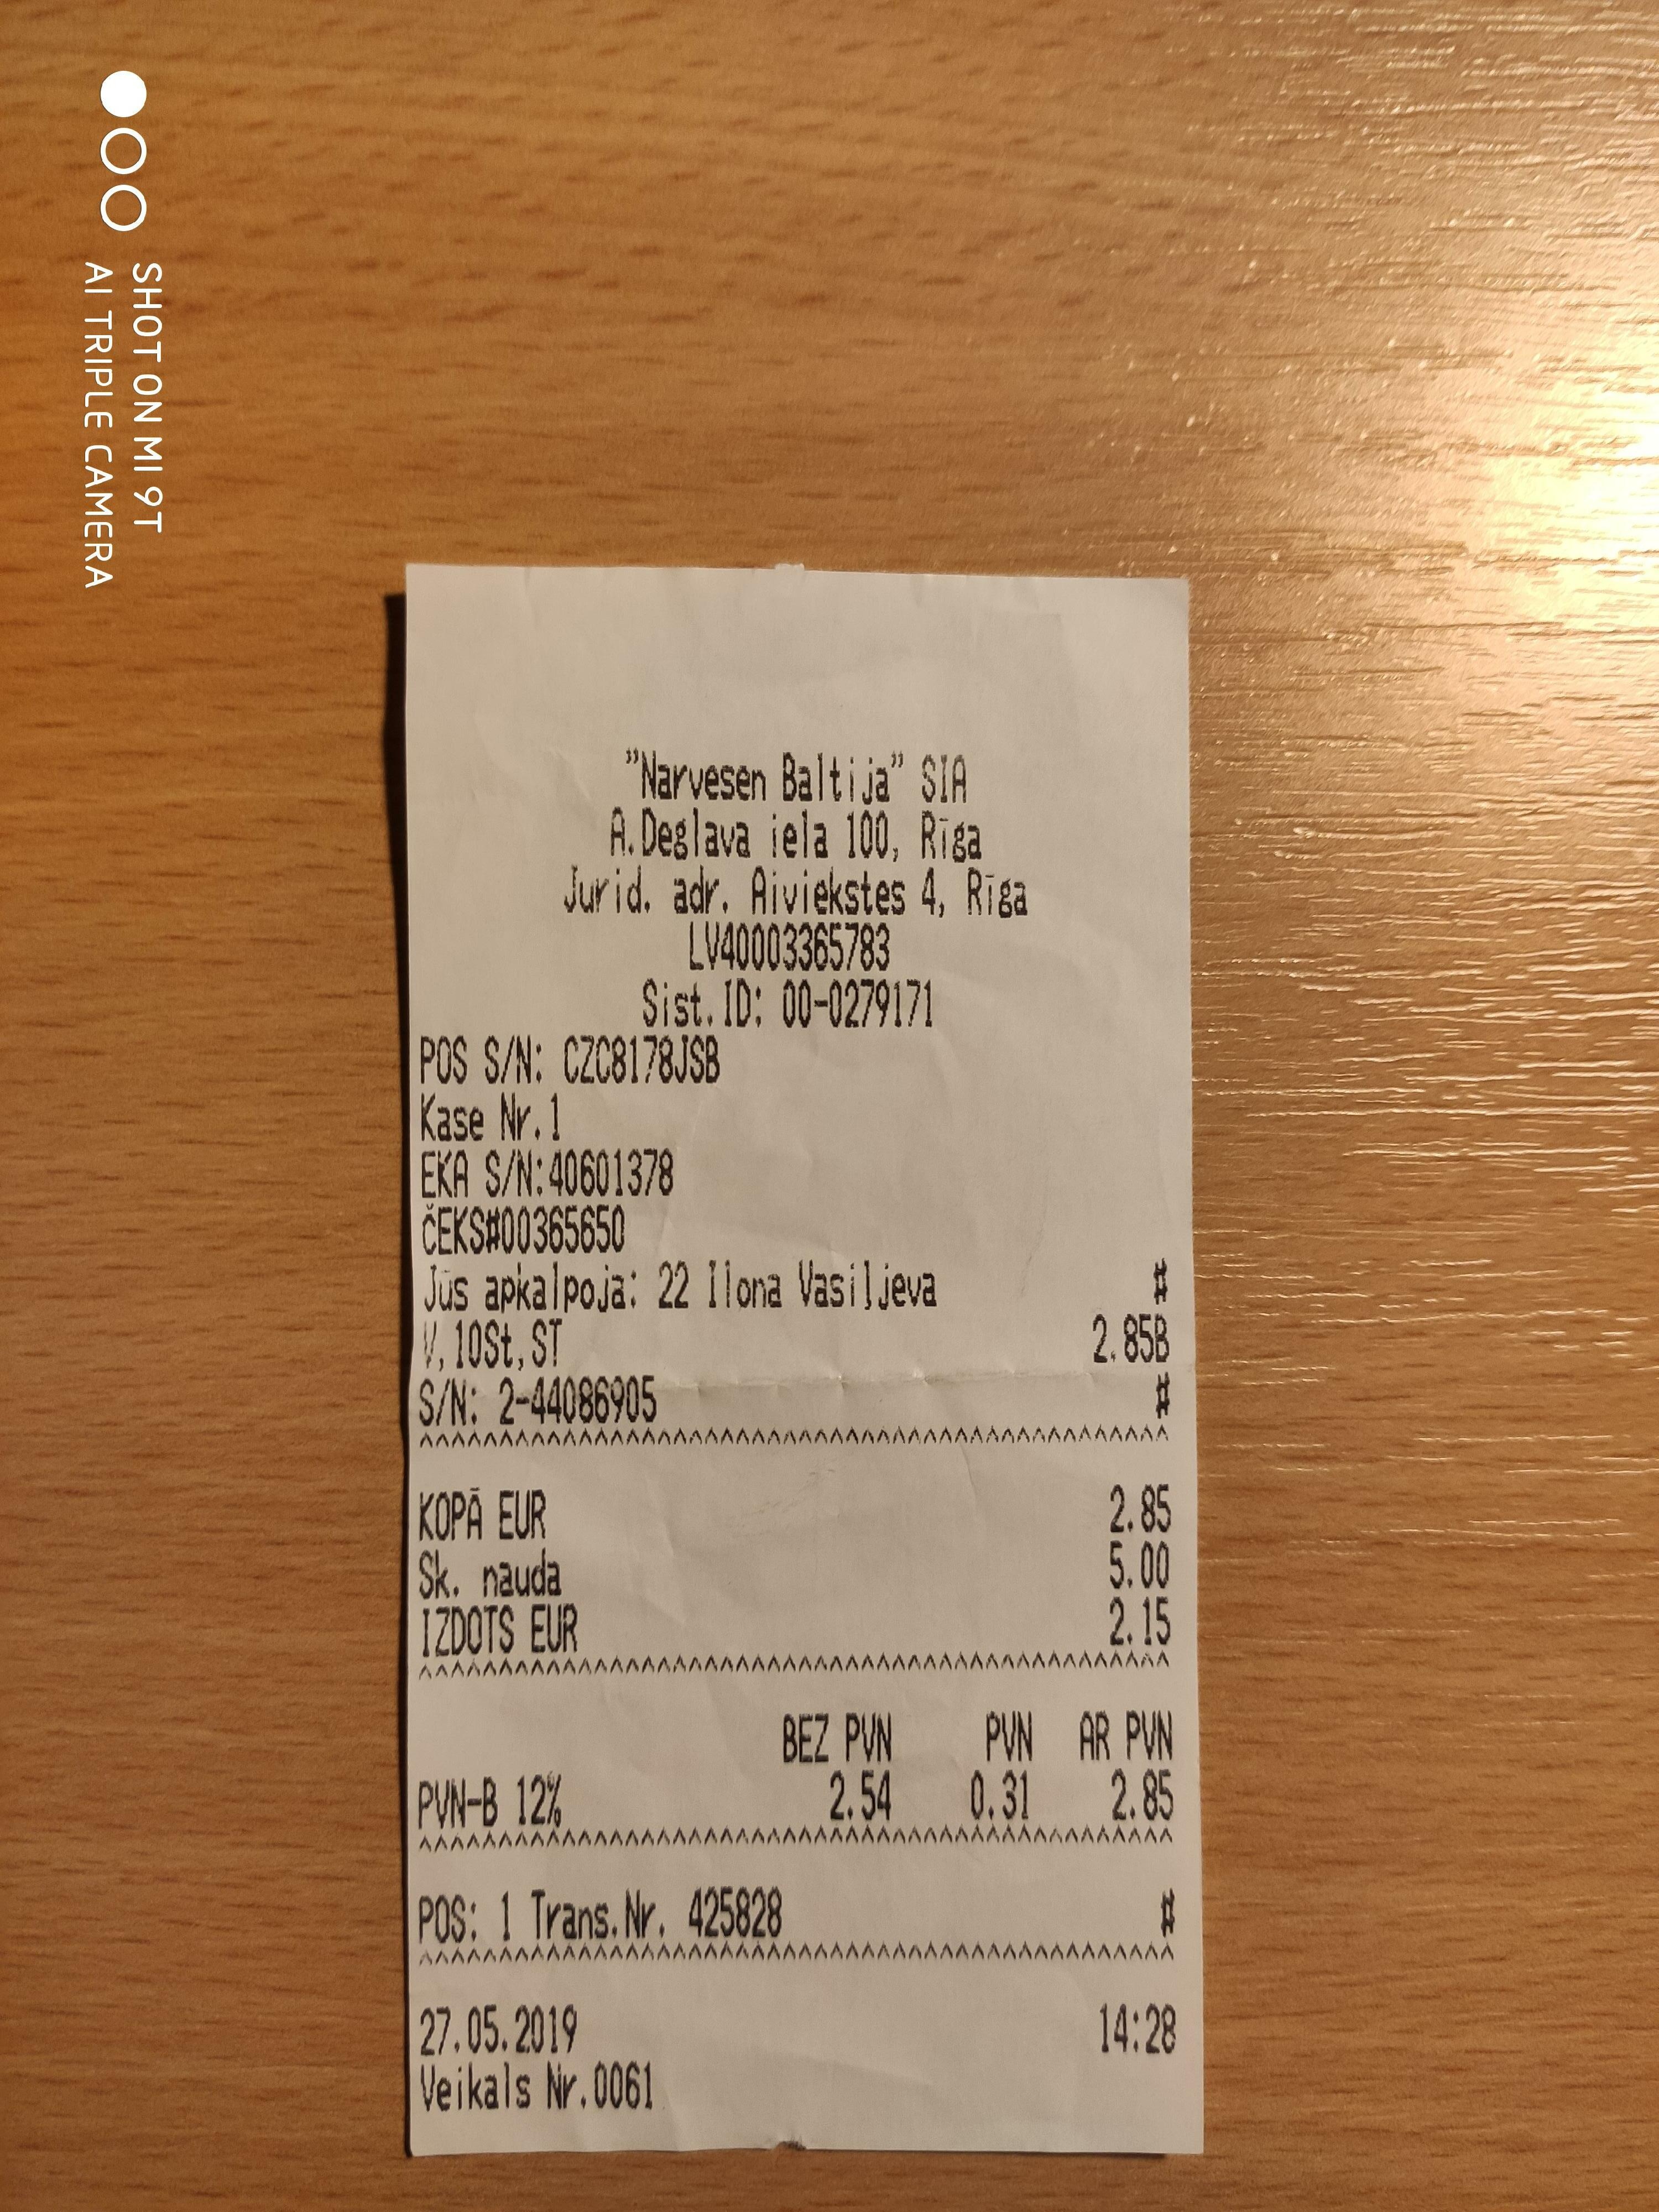 SHOT ON MI 9T
AI TRIPLE CAMERA
"Narvesen Baltija" SIA
A.Deglava iela 100, Rīga
Jurid. adr. Aiviekstes 4, Rīga
LV40003365783
Sist.ID: 00-0279171
POS S/N: CZC8178JSB
Kase Nr.1
EKA S/N:40601378
ČEKS#00365650
Jūs apkalpoja: 22 Ilona Vasiļjeva #
V,10St,ST 2.85B
S/N: 2-44086905 #
^^^^^^^^^^^^^^^^^^^^^^^^^^^^^^^^^^^^^^^^^^^^^^^^
KOPĀ EUR 2.85
Sk. nauda 5.00
IZDOTS EUR 2.15
^^^^^^^^^^^^^^^^^^^^^^^^^^^^^^^^^^^^^^^^^^^^^^^^
BEZ PVN PVN AR PVN
PVN-B 12% 2.54 0.31 2.85
^^^^^^^^^^^^^^^^^^^^^^^^^^^^^^^^^^^^^^^^^^^^^^^^
POS: 1 Trans.Nr. 425828 #
^^^^^^^^^^^^^^^^^^^^^^^^^^^^^^^^^^^^^^^^^^^^^^^^
27.05.2019 14:28
Veikals Nr.0061